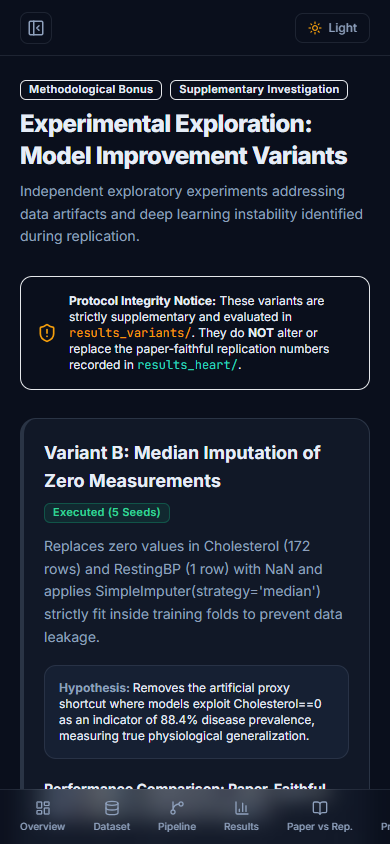 Light
Methodological Bonus Supplementary Investigation
Experimental Exploration:
Model Improvement Variants
Independent exploratory experiments addressing
data artifacts and deep learning instability identified
during replication.
Protocol Integrity Notice: These variants are
strictly supplementary and evaluated in
results_variants/. They do NOT alter or
replace the paper-faithful replication numbers
recorded in results_heart/.
Variant B: Median Imputation of
Zero Measurements
Executed (5 Seeds)
Replaces zero values in Cholesterol (172
rows) and RestingBP (1 row) with NaN and
applies SimpleImputer(strategy='median')
strictly fit inside training folds to prevent data
leakage.
Hypothesis: Removes the artificial proxy
shortcut where models exploit Cholesterol==0
as an indicator of 88.4% disease prevalence,
measuring true physiological generalization.
Performance Comparison: Paper-Faithful
Overview Dataset Pipeline Results Paper vs Rep.